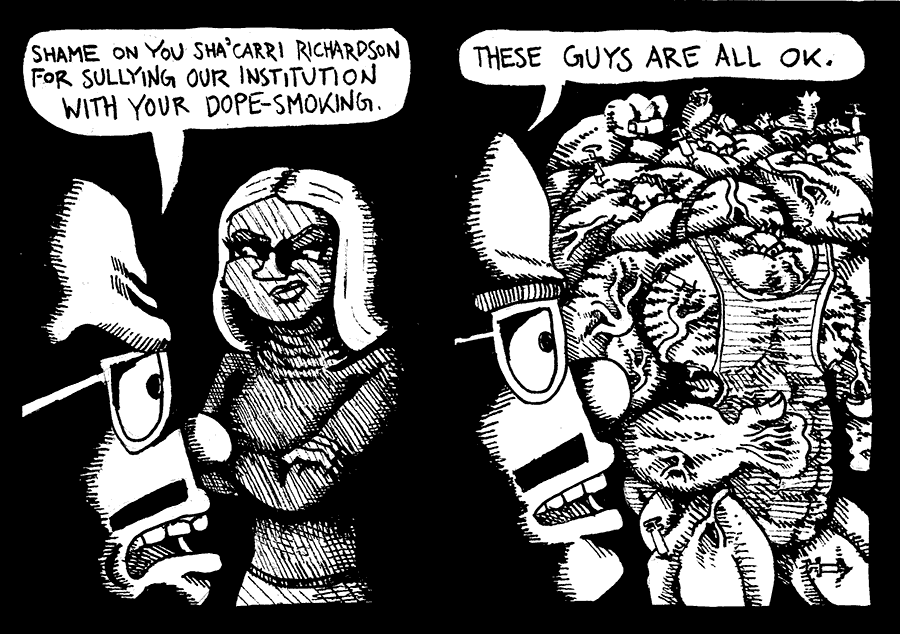 SHAME ON YOU SHA'CARRI RICHARDSON
FOR SULLYING OUR INSTITUTION
WITH YOUR DOPE-SMOKING.
THESE GUYS ARE ALL OK.